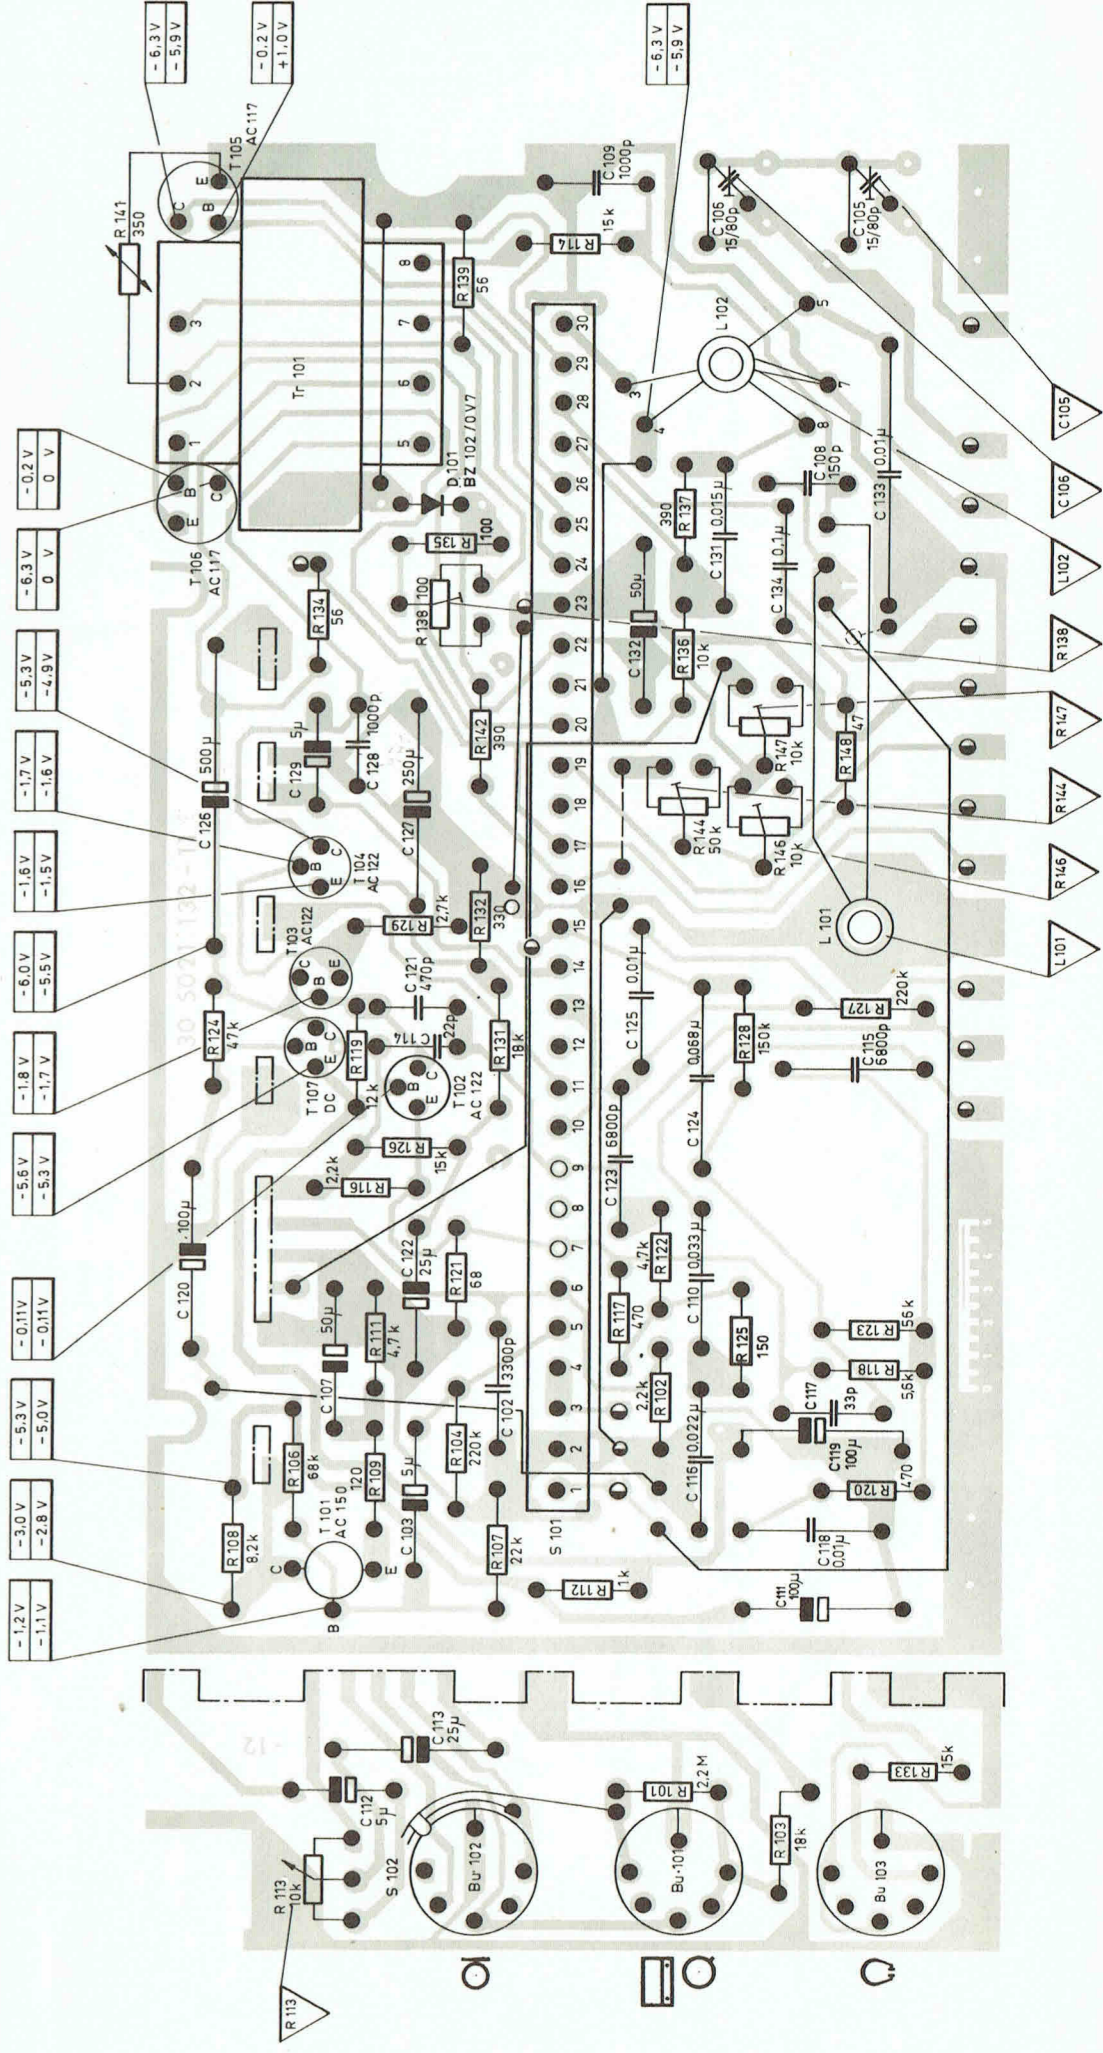 -1,2 V
-1,1 V
-3,0 V
-2,8 V
-5,3 V
-5,0 V
-0,11 V
-0,11 V
-5,6 V
-5,3 V
-1,8 V
-1,7 V
-6,0 V
-5,5 V
-1,6 V
-1,5 V
-1,7 V
-1,6 V
-5,3 V
-4,9 V
-6,3 V
0 V
-0,2 V
0 V
-6,3 V
-5,9 V
-0,2 V
+1,0 V
-6,3 V
-5,9 V
R 113
R 113
10k
C 112
5µ
C 113
25µ
S 102
Bu 102
R 101
2,2 M
Bu 101
R 103
18k
R 133
15k
Bu 103
- 12
R 108
8,2k
R 106
68k
T 101
AC 150
C
B
E
R 109
120
C 103
5µ
C 107
50µ
R 111
4,7k
C 120
100µ
R 104
220k
C 102
3300p
R 107
22k
R 112
1k
S 101
C 122
25µ
R 121
68
R 116
2,2k
R 126
15k
T 107
DC
B
E
C
R 119
12k
C 114
22p
T 102
AC 122
B
E
C
C 121
470p
R 131
18k
R 124
47k
T 103
AC122
C
B
E
T 104
AC 122
B
E
C
R 129
2,7k
R 132
330
C 126
500µ
C 129
5µ
C 128
1000p
C 127
250µ
R 142
390
R 134
56
T 106
AC 117
E
B
C
R 138
100
R 135
100
D 101
BZ 102 / 0V7
Tr 101
1
2
3
5
6
7
8
R 141
350
T 105
AC 117
C
B
E
R 139
56
R 114
15k
C 109
1000p
1
2
3
4
5
6
7
8
9
10
11
12
13
14
15
16
17
18
19
20
21
22
23
24
25
26
27
28
29
30
R 117
470
R 102
2,2k
R 122
4,7k
C 123
6800p
C 125
0,01µ
C 116
0,022µ
C 110
0,033µ
C 124
0,068µ
R 125
150
R 128
150k
C 111
100µ
C 118
0,01µ
R 120
470
C 119
100µ
C 117
33p
R 118
5,6k
R 123
56k
C 115
6800p
R 127
220k
L 101
R 144
50k
R 146
10k
R 147
10k
R 148
47
C 132
50µ
R 136
10k
R 137
390
C 131
0,015µ
C 134
0,1µ
C 108
150p
C 133
0,01µ
L 102
3
4
5
7
8
C 106
15/80p
C 105
15/80p
L101
R146
R144
R147
R138
L102
C106
C105